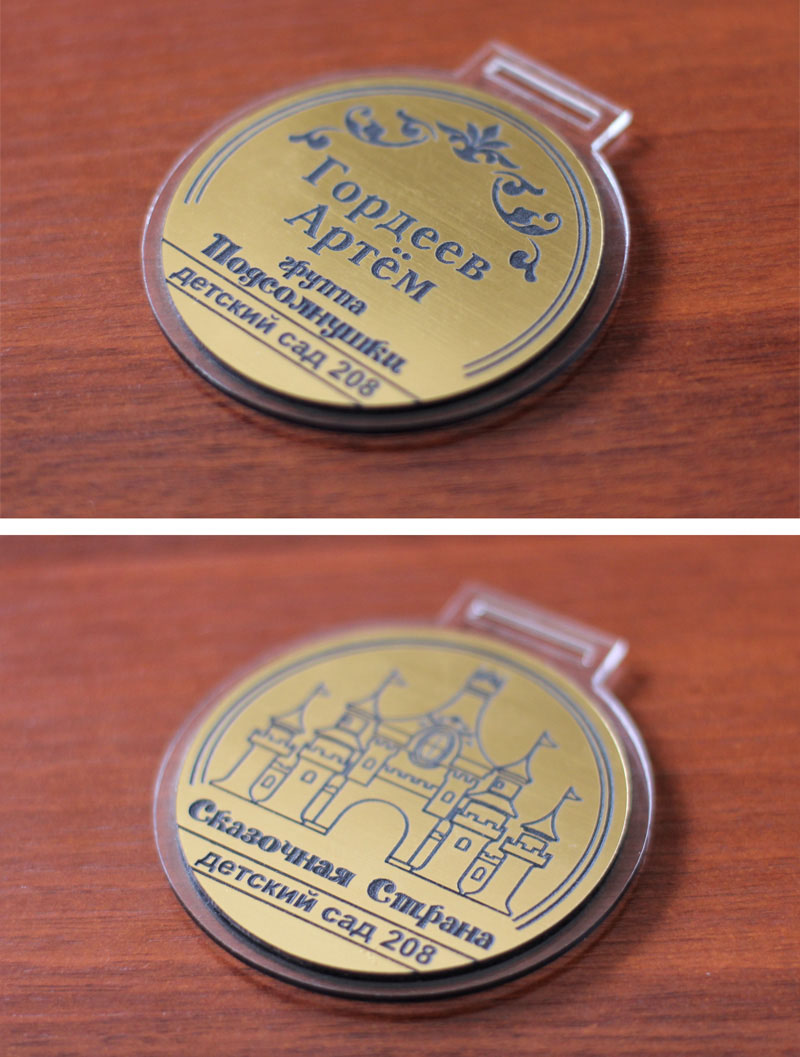 Гордеев
Артём
группа
Подсолнушки
детский сад 208
Сказочная Страна
детский сад 208